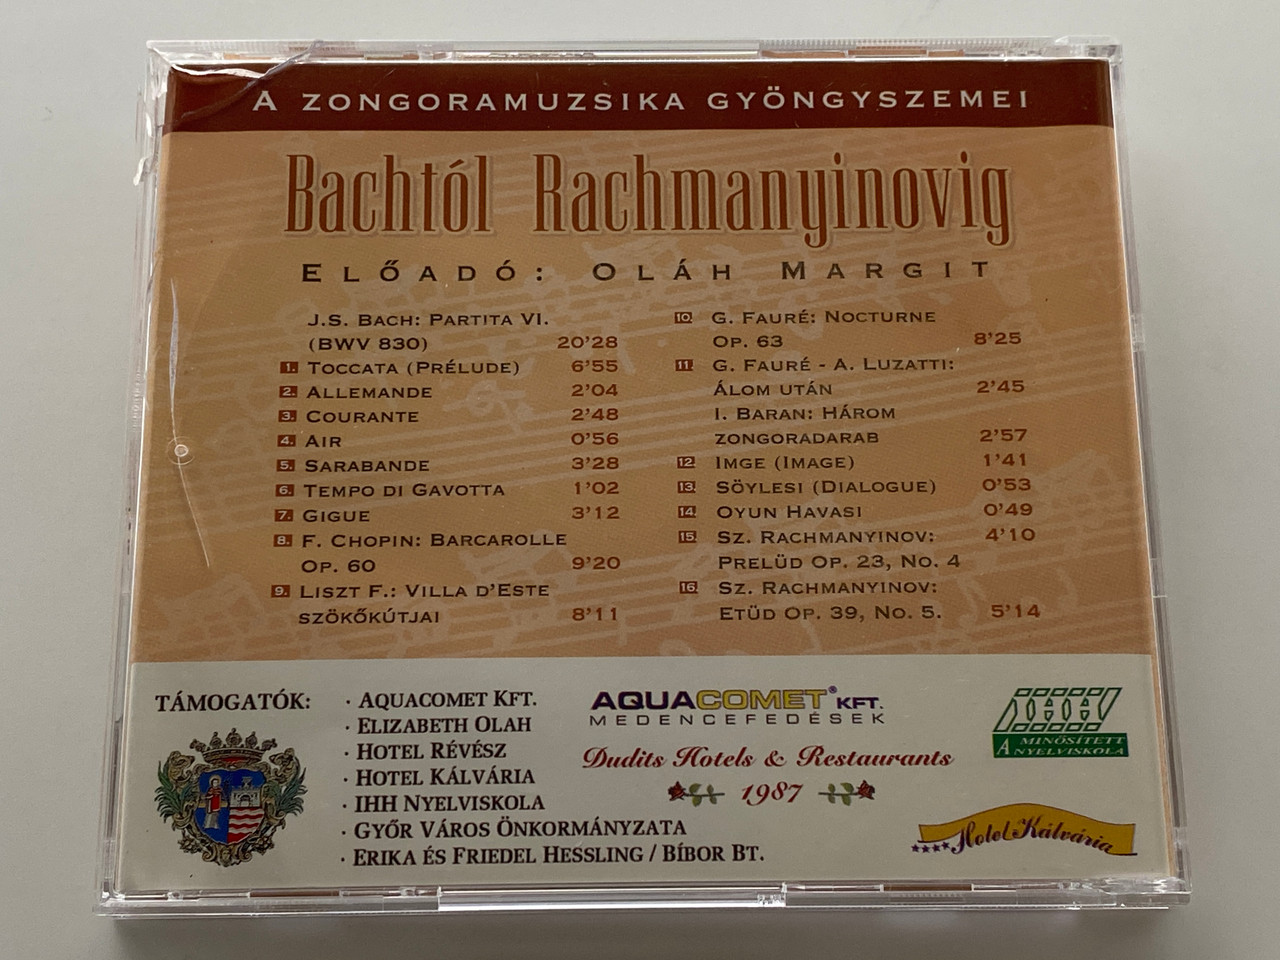 A ZONGORAMUZSIKA GYÖNGYSZEMEI
Bachtól Rachmanyinovig
ELŐADÓ: OLÁH MARGIT
J.S. BACH: PARTITA VI.
(BWV 830) 20'28
1. TOCCATA (PRÉLUDE) 6'55
2. ALLEMANDE 2'04
3. COURANTE 2'48
4. AIR 0'56
5. SARABANDE 3'28
6. TEMPO DI GAVOTTA 1'02
7. GIGUE 3'12
8. F. CHOPIN: BARCAROLLE
OP. 60 9'20
9. LISZT F.: VILLA D'ESTE
SZÖKŐKÚTJAI 8'11
10. G. FAURÉ: NOCTURNE
OP. 63 8'25
11. G. FAURÉ - A. LUZATTI:
ÁLOM UTÁN 2'45
I. BARAN: HÁROM
ZONGORADARAB 2'57
12 IMGE (IMAGE) 1'41
13 SÖYLESI (DIALOGUE) 0'53
14 OYUN HAVASI 0'49
15. SZ. RACHMANYINOV: 4'10
PRELÜD OP. 23, NO. 4
16 SZ. RACHMANYINOV:
ETÜD OP. 39, NO. 5. 5'14
TÁMOGATÓK:
· AQUACOMET KFT.
· ELIZABETH OLAH
· HOTEL RÉVÉSZ
· HOTEL KÁLVÁRIA
· IHH NYELVISKOLA
· GYŐR VÁROS ÖNKORMÁNYZATA
· ERIKA ÉS FRIEDEL HESSLING / BÍBOR BT.
AQUACOMET® KFT.
MEDENCEFEDÉSEK
Dudits Hotels & Restaurants
1987
IHH
A MINŐSÍTETT
NYELVISKOLA
Hotel Kálvária